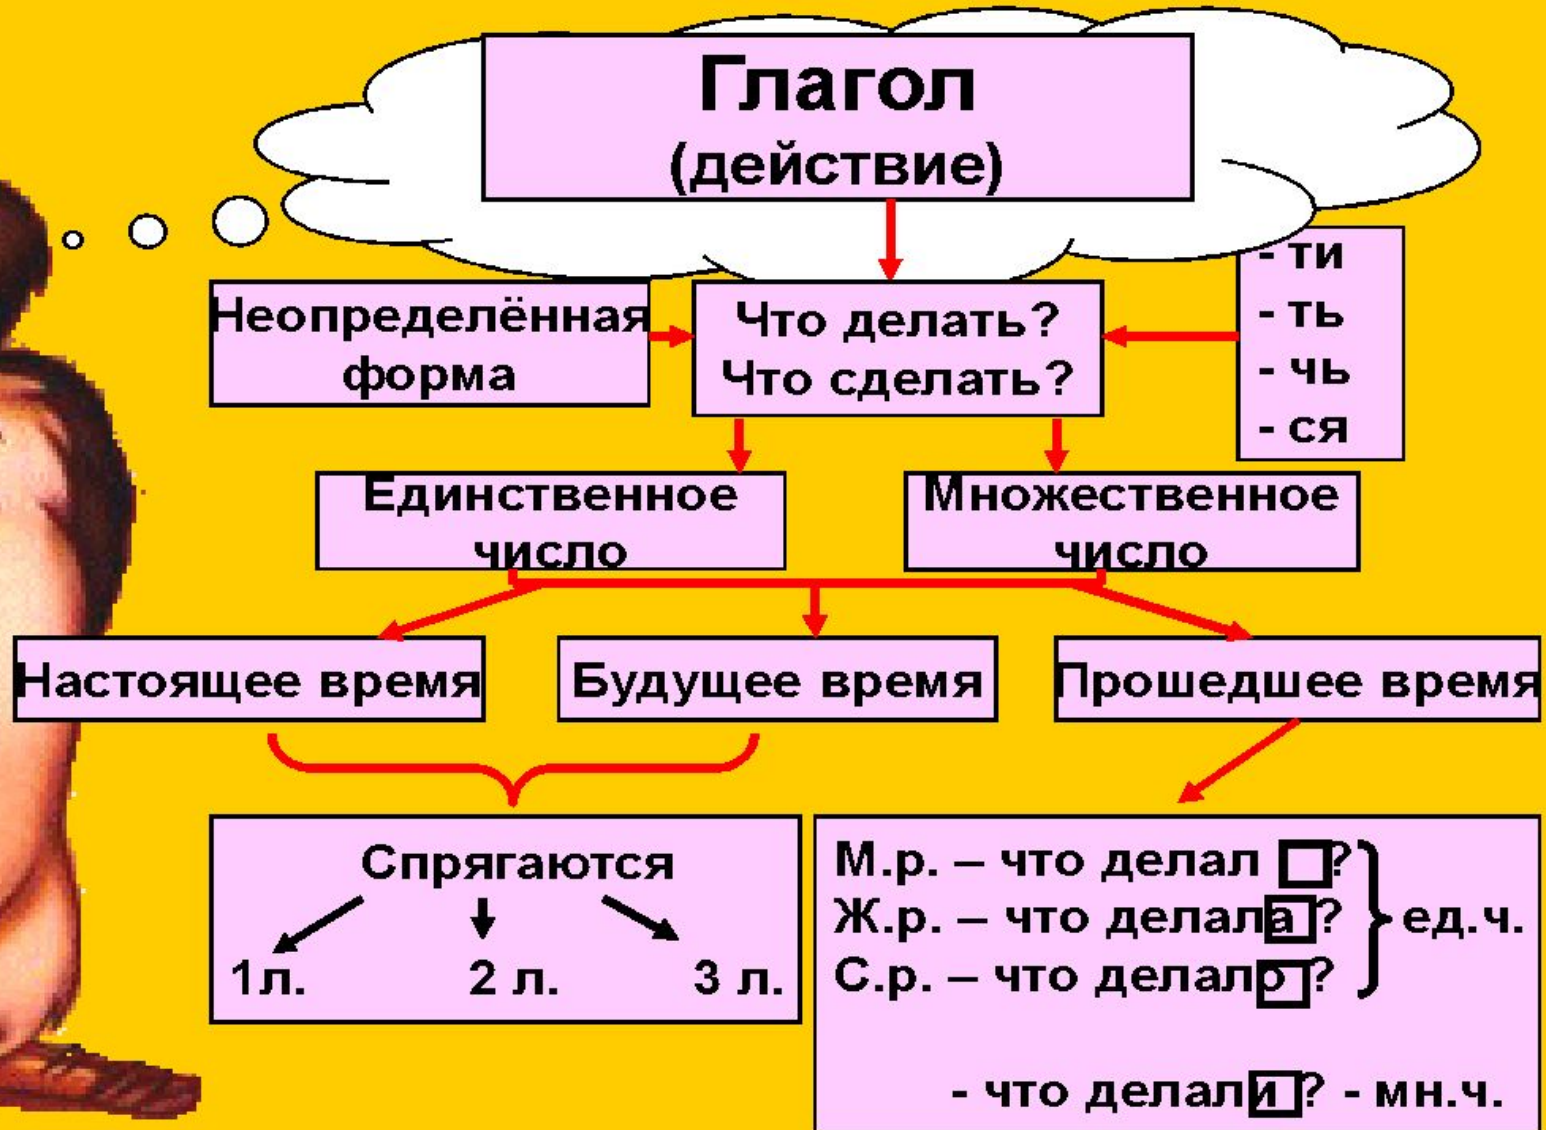 Глагол
(действие)
Неопределённая
форма
Что делать?
Что сделать?
- ти
- ть
- чь
- ся
Единственное
число
Множественное
число
Настоящее время
Будущее время
Прошедшее время
Спрягаются
1л. 2 л. 3 л.
М.р. – что делал ?
Ж.р. – что делала ?
С.р. – что делало ?
ед.ч.
- что делали ? - мн.ч.